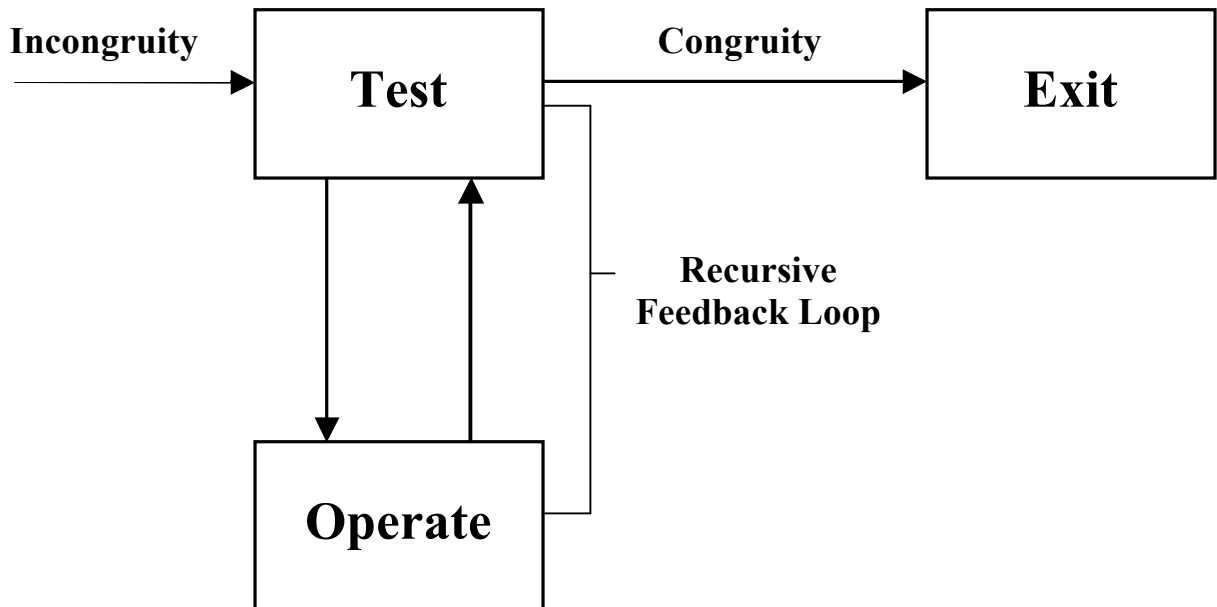 Incongruity
Congruity
Test
Exit
Recursive
Feedback Loop
Operate